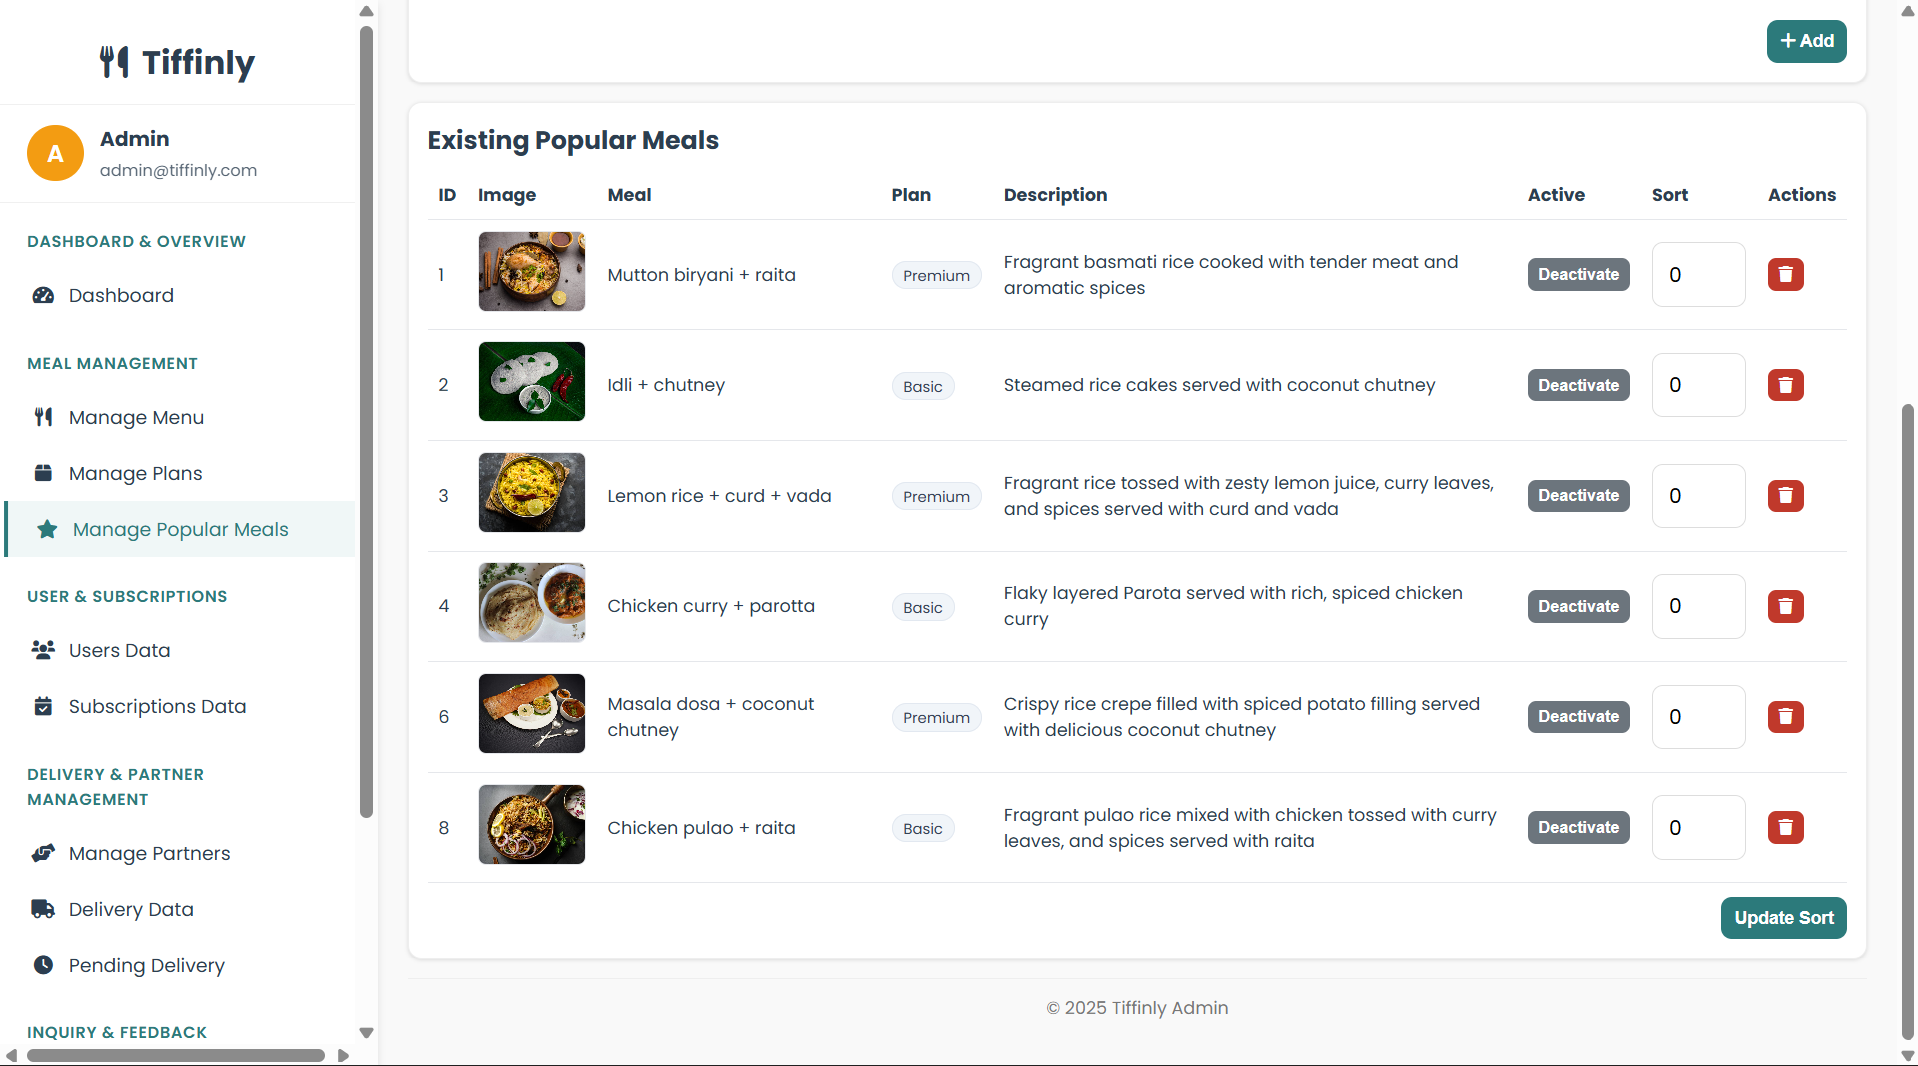 Tiffinly
A
Admin
admin@tiffinly.com
DASHBOARD & OVERVIEW
Dashboard
MEAL MANAGEMENT
Manage Menu
Manage Plans
Manage Popular Meals
USER & SUBSCRIPTIONS
Users Data
Subscriptions Data
DELIVERY & PARTNER
MANAGEMENT
Manage Partners
Delivery Data
Pending Delivery
INQUIRY & FEEDBACK
+ Add
Existing Popular Meals
ID Image Meal Plan Description Active Sort Actions
1 Mutton biryani + raita Premium Fragrant basmati rice cooked with tender meat and
aromatic spices Deactivate 0
2 Idli + chutney Basic Steamed rice cakes served with coconut chutney Deactivate 0
3 Lemon rice + curd + vada Premium Fragrant rice tossed with zesty lemon juice, curry leaves,
and spices served with curd and vada Deactivate 0
4 Chicken curry + parotta Basic Flaky layered Parota served with rich, spiced chicken
curry Deactivate 0
6 Masala dosa + coconut
chutney Premium Crispy rice crepe filled with spiced potato filling served
with delicious coconut chutney Deactivate 0
8 Chicken pulao + raita Basic Fragrant pulao rice mixed with chicken tossed with curry
leaves, and spices served with raita Deactivate 0
Update Sort
© 2025 Tiffinly Admin